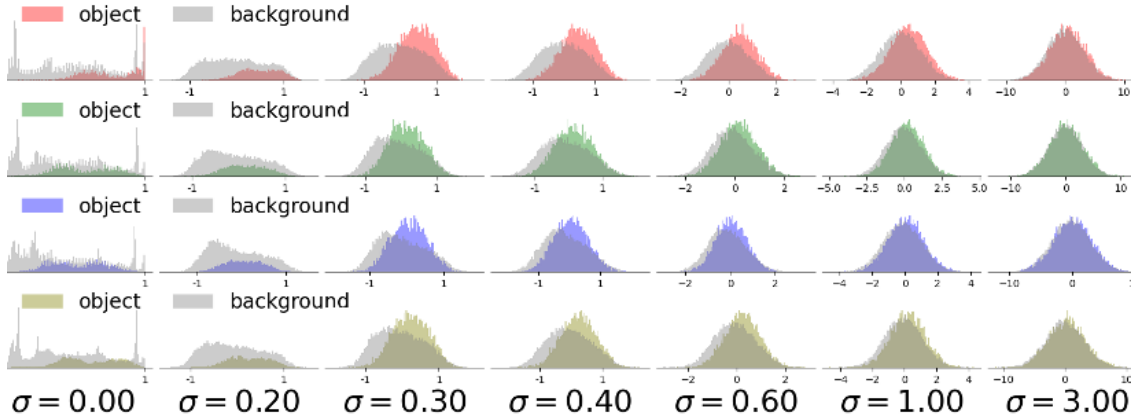 object background
1 -1 1 -1 1 -1 1 −2 0 2 −4 −2 0 2 4 −10 0 10
object background
1 -1 1 -1 1 -1 1 −2 0 2 −5.0 −2.5 0.0 2.5 5.0 −10 0 10
object background
1 -1 1 -1 1 -1 1 −2 0 2 −4 −2 0 2 4 −10 0
object background
1 -1 1 -1 1 -1 1 −2 0 2 −4 −2 0 2 4 −10 0 10
σ = 0.00 σ = 0.20 σ = 0.30 σ = 0.40 σ = 0.60 σ = 1.00 σ = 3.00